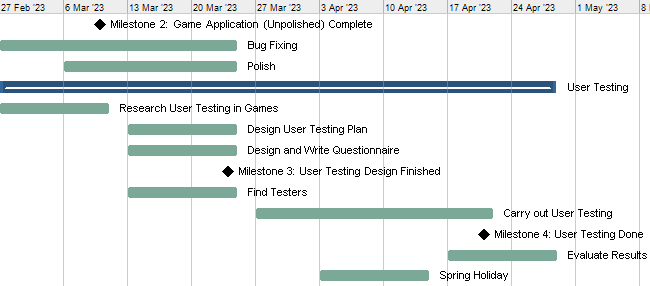 27 Feb '23 6 Mar '23 13 Mar '23 20 Mar '23 27 Mar '23 3 Apr '23 10 Apr '23 17 Apr '23 24 Apr '23 1 May '23 8
Milestone 2: Game Application (Unpolished) Complete
Bug Fixing
Polish
User Testing
Research User Testing in Games
Design User Testing Plan
Design and Write Questionnaire
Milestone 3: User Testing Design Finished
Find Testers
Carry out User Testing
Milestone 4: User Testing Done
Evaluate Results
Spring Holiday